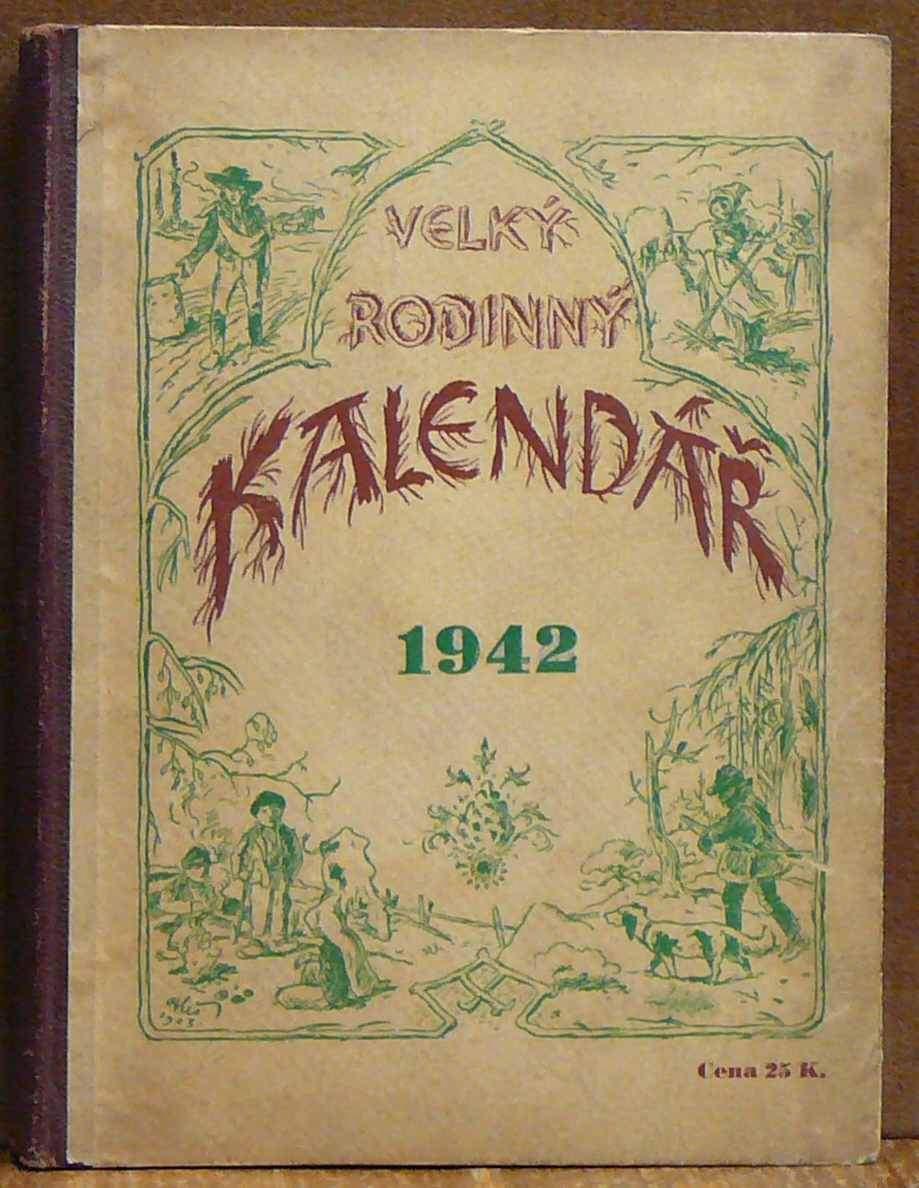 VELKÝ
RODINNÝ
KALENDÁŘ
1942
Cena 25 K.